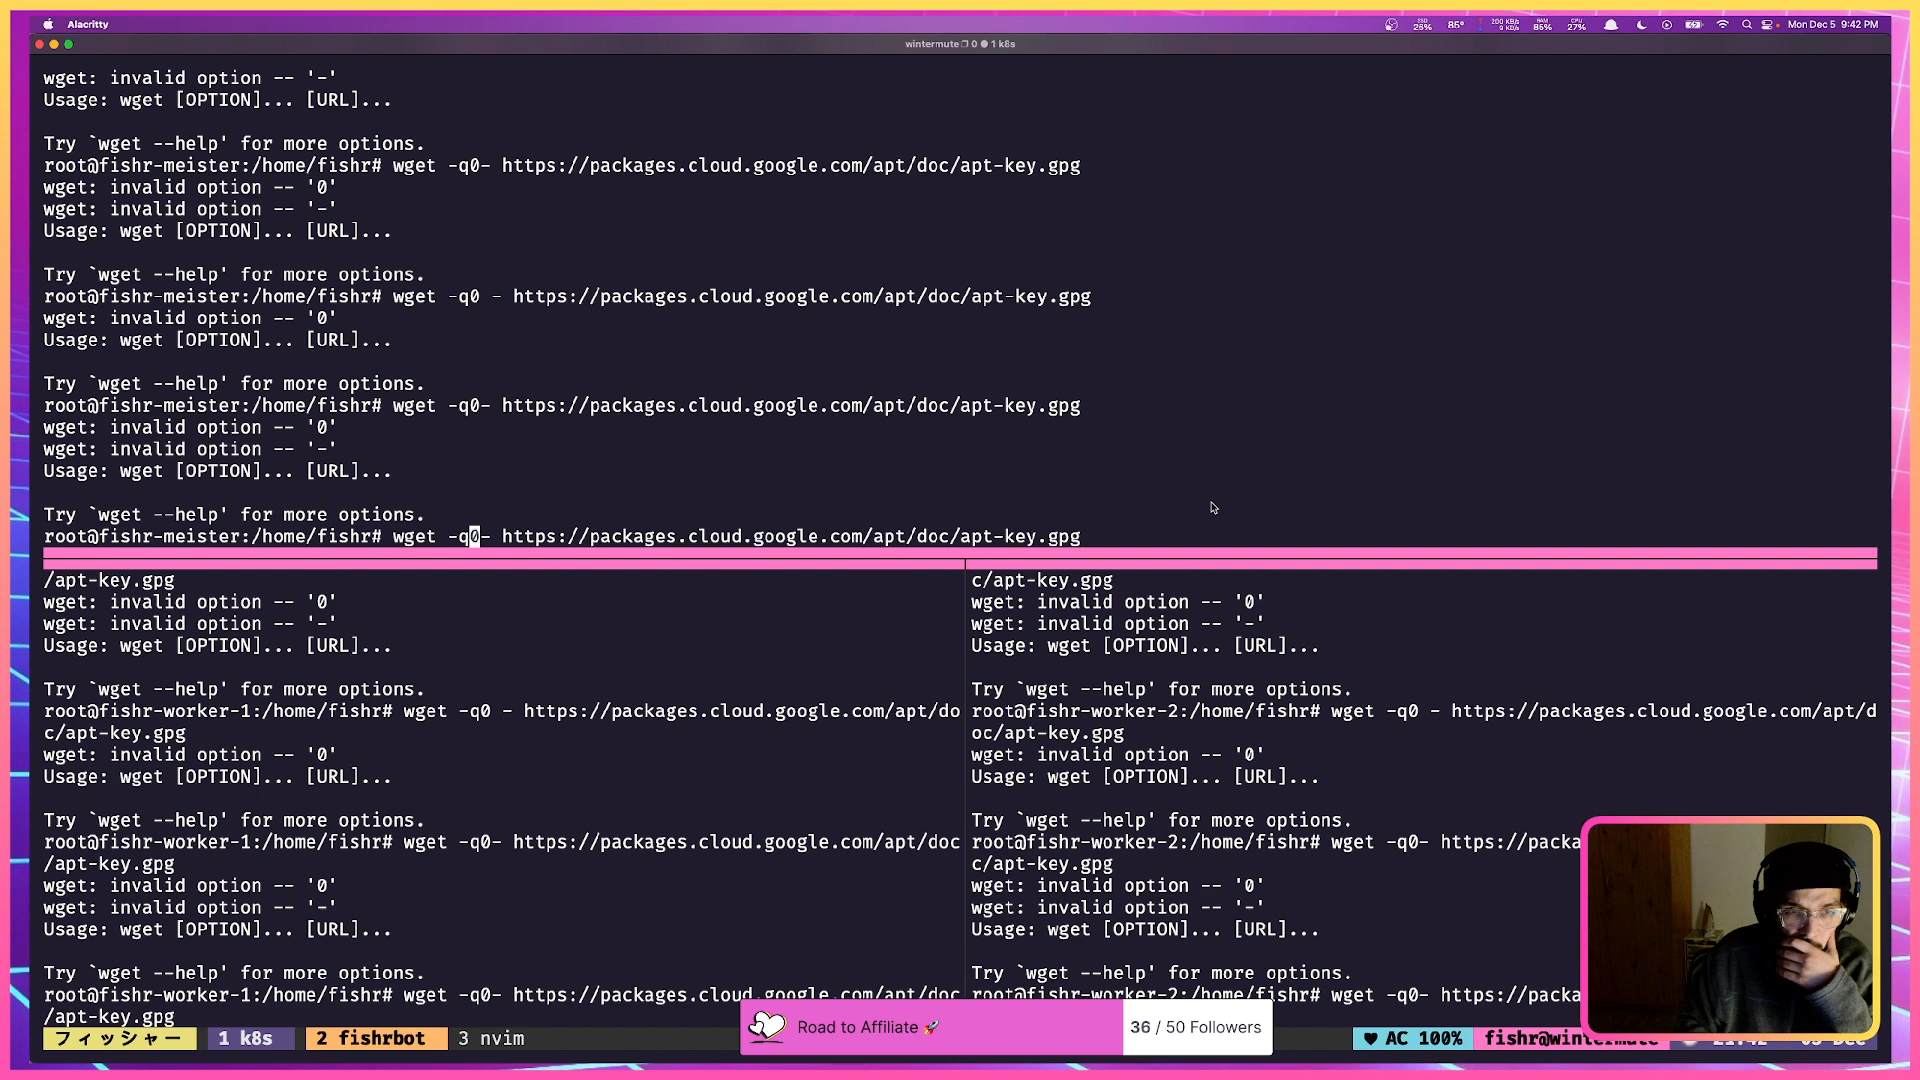 Alacritty
SSD 26%
85°
200 KB/s
9 KB/s
RAM 85%
CPU 27%
Mon Dec 5 9:42 PM
wintermute 0 ● 1 k8s
wget: invalid option -- '-'
Usage: wget [OPTION]... [URL]...
Try `wget --help' for more options.
root@fishr-meister:/home/fishr# wget -q0- https://packages.cloud.google.com/apt/doc/apt-key.gpg
wget: invalid option -- '0'
wget: invalid option -- '-'
Usage: wget [OPTION]... [URL]...
Try `wget --help' for more options.
root@fishr-meister:/home/fishr# wget -q0 - https://packages.cloud.google.com/apt/doc/apt-key.gpg
wget: invalid option -- '0'
Usage: wget [OPTION]... [URL]...
Try `wget --help' for more options.
root@fishr-meister:/home/fishr# wget -q0- https://packages.cloud.google.com/apt/doc/apt-key.gpg
wget: invalid option -- '0'
wget: invalid option -- '-'
Usage: wget [OPTION]... [URL]...
Try `wget --help' for more options.
root@fishr-meister:/home/fishr# wget -q0- https://packages.cloud.google.com/apt/doc/apt-key.gpg
/apt-key.gpg
wget: invalid option -- '0'
wget: invalid option -- '-'
Usage: wget [OPTION]... [URL]...
Try `wget --help' for more options.
root@fishr-worker-1:/home/fishr# wget -q0 - https://packages.cloud.google.com/apt/do
c/apt-key.gpg
wget: invalid option -- '0'
Usage: wget [OPTION]... [URL]...
Try `wget --help' for more options.
root@fishr-worker-1:/home/fishr# wget -q0- https://packages.cloud.google.com/apt/doc
/apt-key.gpg
wget: invalid option -- '0'
wget: invalid option -- '-'
Usage: wget [OPTION]... [URL]...
Try `wget --help' for more options.
root@fishr-worker-1:/home/fishr# wget -q0- https://packages.cloud.google.com/apt/doc
/apt-key.gpg
c/apt-key.gpg
wget: invalid option -- '0'
wget: invalid option -- '-'
Usage: wget [OPTION]... [URL]...
Try `wget --help' for more options.
root@fishr-worker-2:/home/fishr# wget -q0 - https://packages.cloud.google.com/apt/d
oc/apt-key.gpg
wget: invalid option -- '0'
Usage: wget [OPTION]... [URL]...
Try `wget --help' for more options.
root@fishr-worker-2:/home/fishr# wget -q0- https://packa
c/apt-key.gpg
wget: invalid option -- '0'
wget: invalid option -- '-'
Usage: wget [OPTION]... [URL]...
Try `wget --help' for more options.
root@fishr-worker-2:/home/fishr# wget -q0- https://packa
フィッシャー 1 k8s 2 fishrbot 3 nvim
Road to Affiliate 🚀 36 / 50 Followers
♥ AC 100% fishr@wintermute